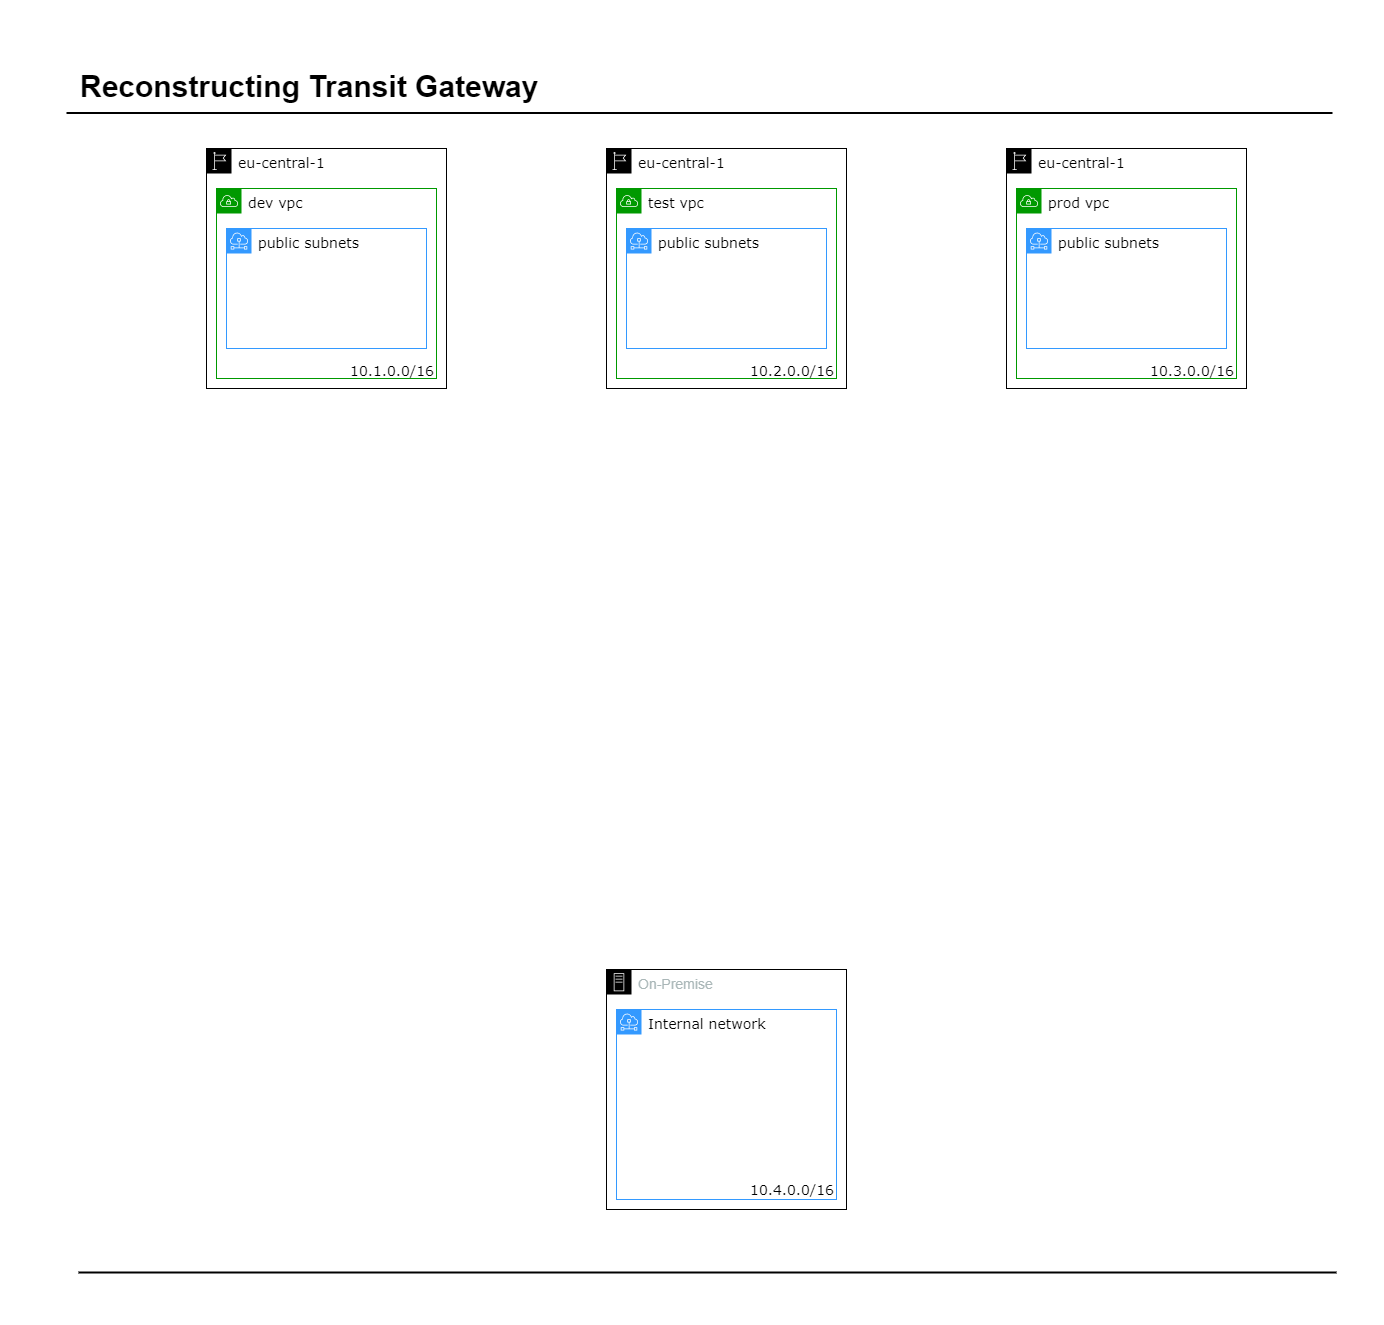 Reconstructing Transit Gateway
eu-central-1
dev vpc
public subnets
10.1.0.0/16
eu-central-1
test vpc
public subnets
10.2.0.0/16
eu-central-1
prod vpc
public subnets
10.3.0.0/16
On-Premise
Internal network
10.4.0.0/16